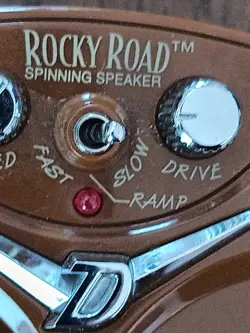 ROCKY ROAD™
SPINNING SPEAKER
FAST
SLOW
DRIVE
RAMP
D